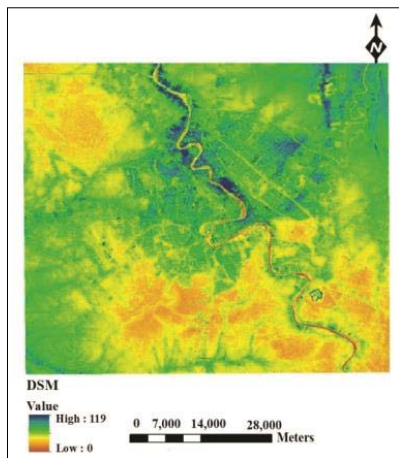 N
DSM
Value
High : 119
Low : 0
0 7,000 14,000 28,000
Meters